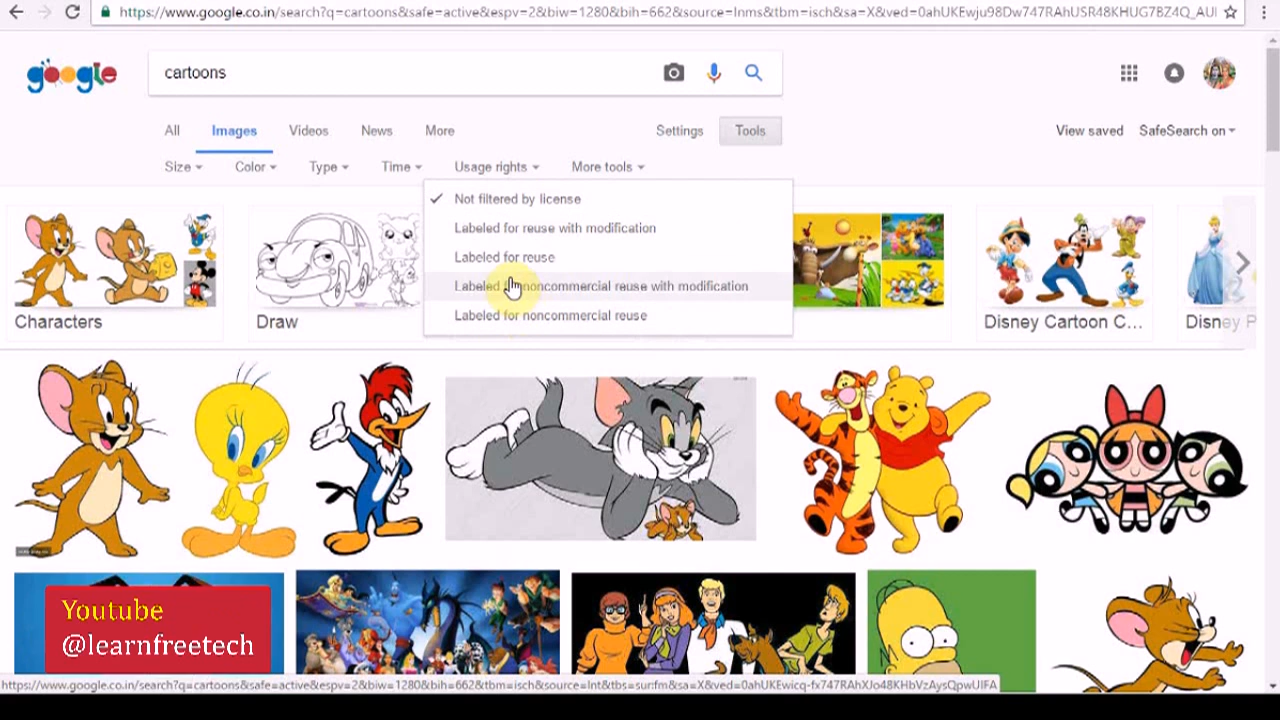 https://www.google.co.in/search?q=cartoons&safe=active&espv=2&biw=1280&bih=662&source=lnms&tbm=isch&sa=X&ved=0ahUKEwju98Dw747RAhUSR48KHUG7BZ4Q_AUI
google
cartoons
All Images Videos News More Settings Tools View saved SafeSearch on
Size Color Type Time Usage rights More tools
Not filtered by license
Labeled for reuse with modification
Labeled for reuse
Labeled noncommercial reuse with modification
Labeled for noncommercial reuse
Characters Draw Disney Cartoon C... Disney P
Youtube
@learnfreetech
https://www.google.co.in/search?q=cartoons&safe=active&espv=2&biw=1280&bih=662&tbm=isch&source=lnt&tbs=sur:fm&sa=X&ved=0ahUKEwicq-fx747RAhXJo48KHbVzAysQpwUIFA